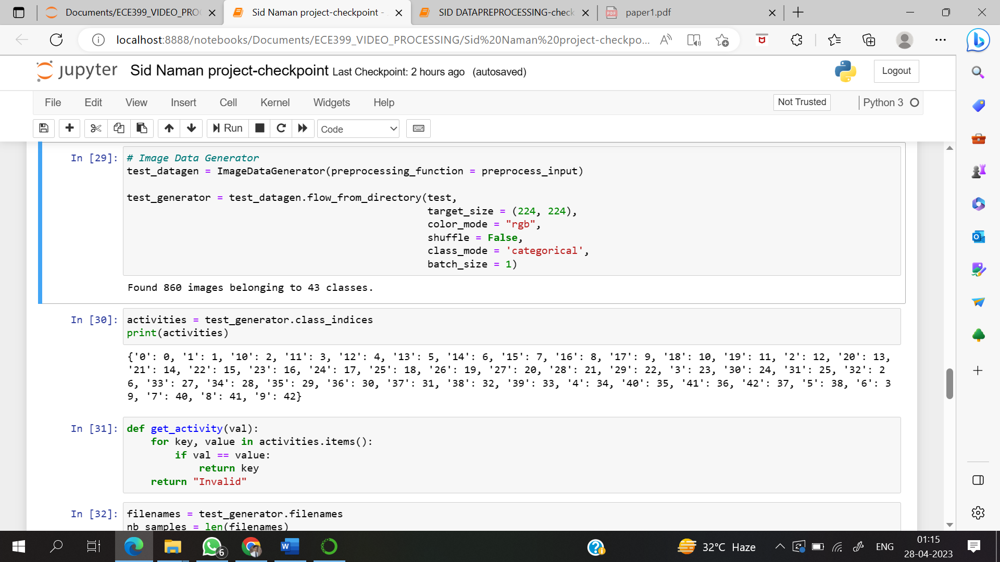 Documents/ECE399_VIDEO_PRO
Sid Naman project-checkpoint -
SID DATAPREPROCESSING-check
paper1.pdf
localhost:8888/notebooks/Documents/ECE399_VIDEO_PROCESSING/Sid%20Naman%20project-checkpo...
jupyter Sid Naman project-checkpoint Last Checkpoint: 2 hours ago (autosaved)
Logout
File Edit View Insert Cell Kernel Widgets Help
Not Trusted
Python 3
Run
Code
In [29]:
# Image Data Generator
test_datagen = ImageDataGenerator(preprocessing_function = preprocess_input)
test_generator = test_datagen.flow_from_directory(test,
target_size = (224, 224),
color_mode = "rgb",
shuffle = False,
class_mode = 'categorical',
batch_size = 1)
Found 860 images belonging to 43 classes.
In [30]:
activities = test_generator.class_indices
print(activities)
{'0': 0, '1': 1, '10': 2, '11': 3, '12': 4, '13': 5, '14': 6, '15': 7, '16': 8, '17': 9, '18': 10, '19': 11, '2': 12, '20': 13,
'21': 14, '22': 15, '23': 16, '24': 17, '25': 18, '26': 19, '27': 20, '28': 21, '29': 22, '3': 23, '30': 24, '31': 25, '32': 2
6, '33': 27, '34': 28, '35': 29, '36': 30, '37': 31, '38': 32, '39': 33, '4': 34, '40': 35, '41': 36, '42': 37, '5': 38, '6': 3
9, '7': 40, '8': 41, '9': 42}
In [31]:
def get_activity(val):
for key, value in activities.items():
if val == value:
return key
return "Invalid"
In [32]:
filenames = test_generator.filenames
nb_samples = len(filenames)
6
32°C Haze
ENG
01:15
28-04-2023